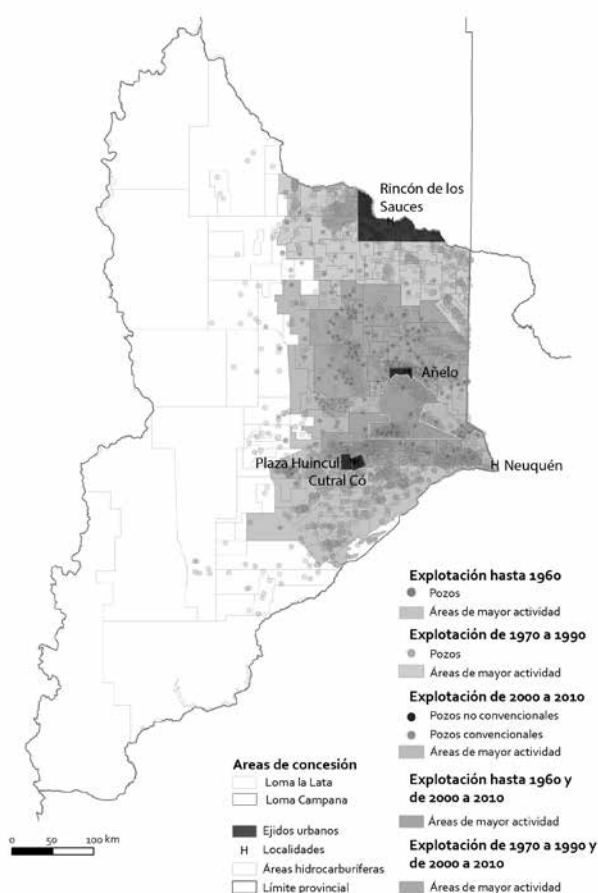 Rincón de los
Sauces
Añelo
Plaza Huincul
Cutral Có
H Neuquén
Explotación hasta 1960
Pozos
Áreas de mayor actividad
Explotación de 1970 a 1990
Pozos
Áreas de mayor actividad
Explotación de 2000 a 2010
Pozos no convencionales
Pozos convencionales
Áreas de mayor actividad
Explotación hasta 1960 y
de 2000 a 2010
Áreas de mayor actividad
Explotación de 1970 a 1990 y
de 2000 a 2010
Áreas de mayor actividad
Areas de concesión
Loma la Lata
Loma Campana
Ejidos urbanos
H Localidades
Áreas hidrocarburíferas
Límite provincial
0 50 100 km